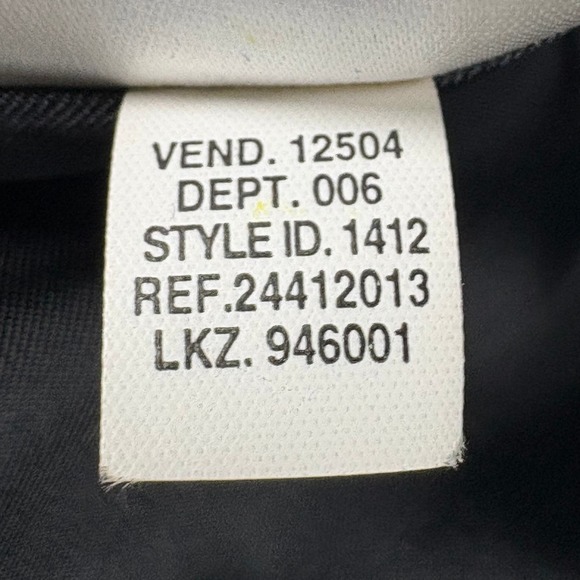 VEND. 12504
DEPT. 006
STYLE ID. 1412
REF.24412013
LKZ. 946001